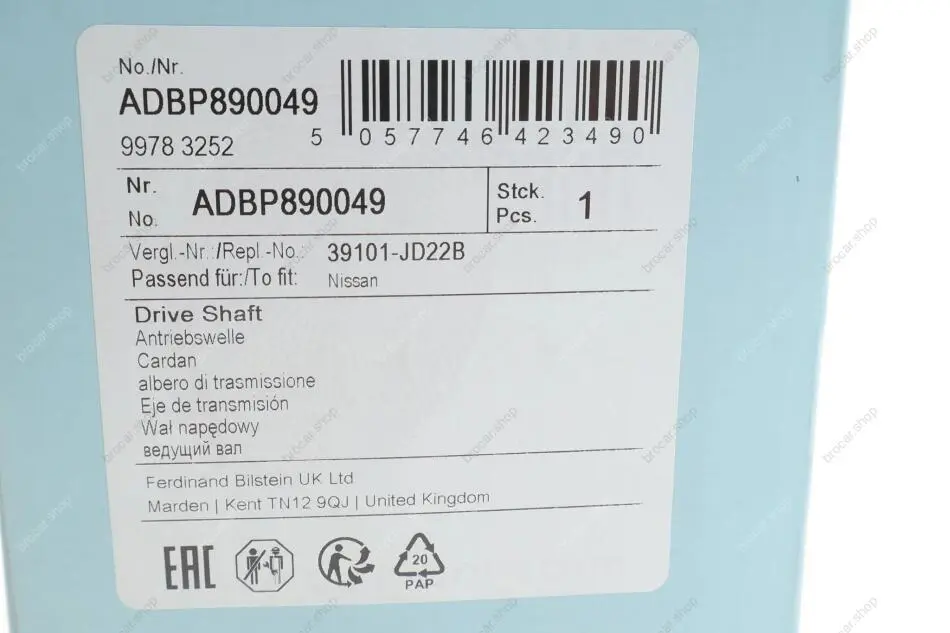 No./Nr.
ADBP890049
9978 3252
5 057746 423490
Nr.
No.
ADBP890049
Stck.
Pcs.
1
Vergl.-Nr.:/Repl.-No.: 39101-JD22B
Passend für:/To fit: Nissan
Drive Shaft
Antriebswelle
Cardan
albero di trasmissione
Eje de transmisión
Wał napędowy
ведущий вал
Ferdinand Bilstein UK Ltd
Marden | Kent TN12 9QJ | United Kingdom
EAC
20
PAP
brocar.shop